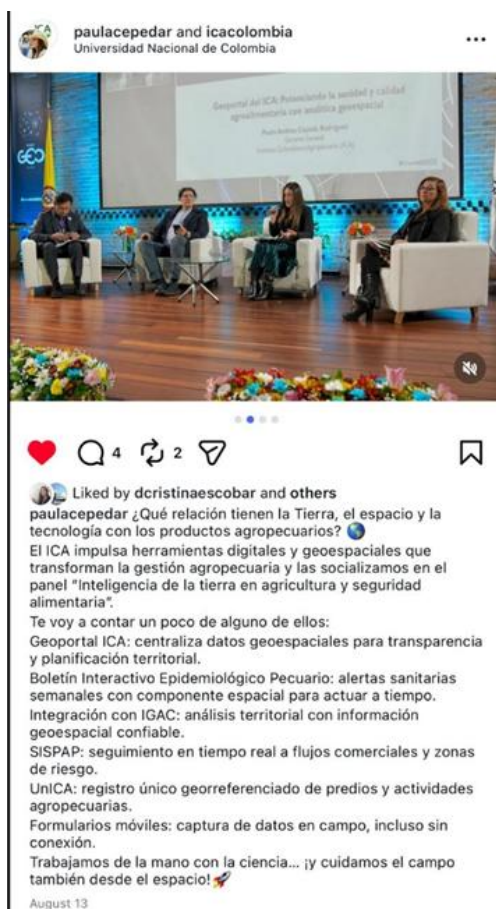 paulacepedar and icacolombia
Universidad Nacional de Colombia
Geoportal del ICA: Potenciando la sanidad y calidad
agroalimentaria con analítica geoespacial
4
2
Liked by dcristinaescobar and others
paulacepedar ¿Qué relación tienen la Tierra, el espacio y la
tecnología con los productos agropecuarios? 🌎
El ICA impulsa herramientas digitales y geoespaciales que
transforman la gestión agropecuaria y las socializamos en el
panel "Inteligencia de la tierra en agricultura y seguridad
alimentaria".
Te voy a contar un poco de alguno de ellos:
Geoportal ICA: centraliza datos geoespaciales para transparencia
y planificación territorial.
Boletín Interactivo Epidemiológico Pecuario: alertas sanitarias
semanales con componente espacial para actuar a tiempo.
Integración con IGAC: análisis territorial con información
geoespacial confiable.
SISPAP: seguimiento en tiempo real a flujos comerciales y zonas
de riesgo.
UnICA: registro único georreferenciado de predios y actividades
agropecuarias.
Formularios móviles: captura de datos en campo, incluso sin
conexión.
Trabajamos de la mano con la ciencia... ¡y cuidamos el campo
también desde el espacio!🚀
August 13